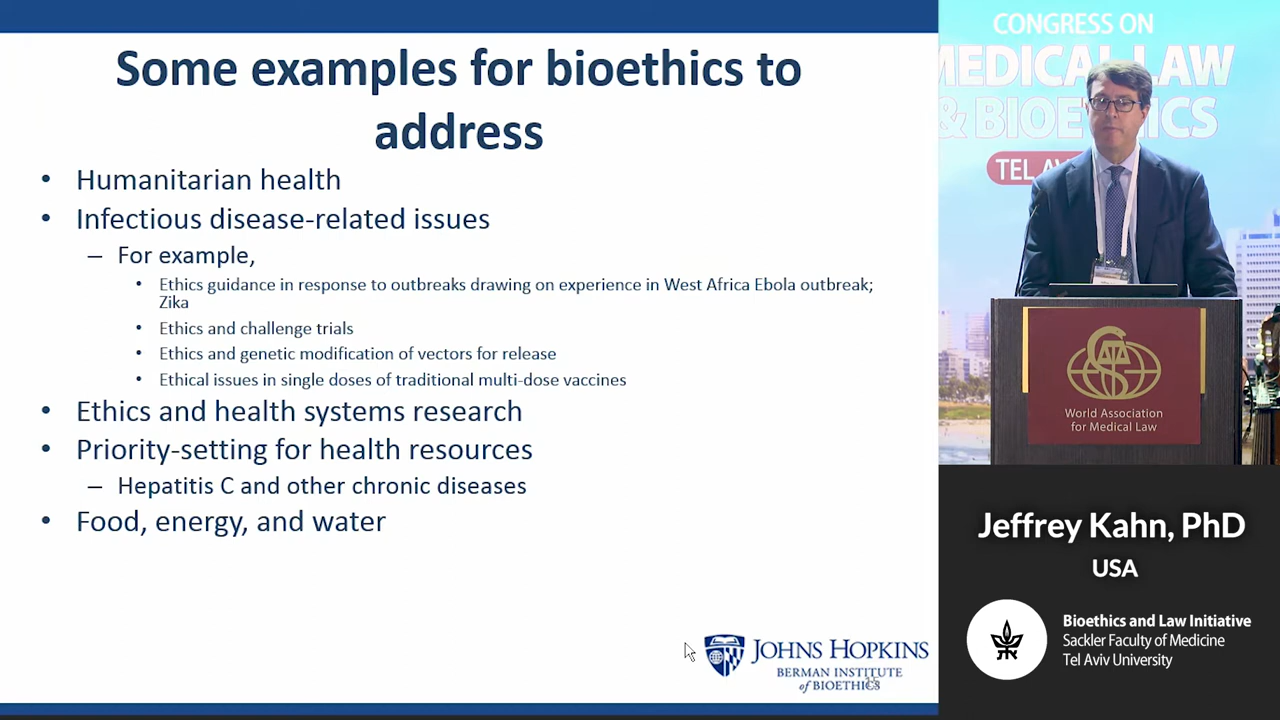 Some examples for bioethics to
address
• Humanitarian health
• Infectious disease-related issues
– For example,
• Ethics guidance in response to outbreaks drawing on experience in West Africa Ebola outbreak;
Zika
• Ethics and challenge trials
• Ethics and genetic modification of vectors for release
• Ethical issues in single doses of traditional multi-dose vaccines
• Ethics and health systems research
• Priority-setting for health resources
– Hepatitis C and other chronic diseases
• Food, energy, and water
JOHNS HOPKINS
BERMAN INSTITUTE
of BIOETHICS
CONGRESS ON
MEDICAL LAW
& BIOETHICS
TEL AV
World Association
for Medical Law
Jeffrey Kahn, PhD
USA
Bioethics and Law Initiative
Sackler Faculty of Medicine
Tel Aviv University